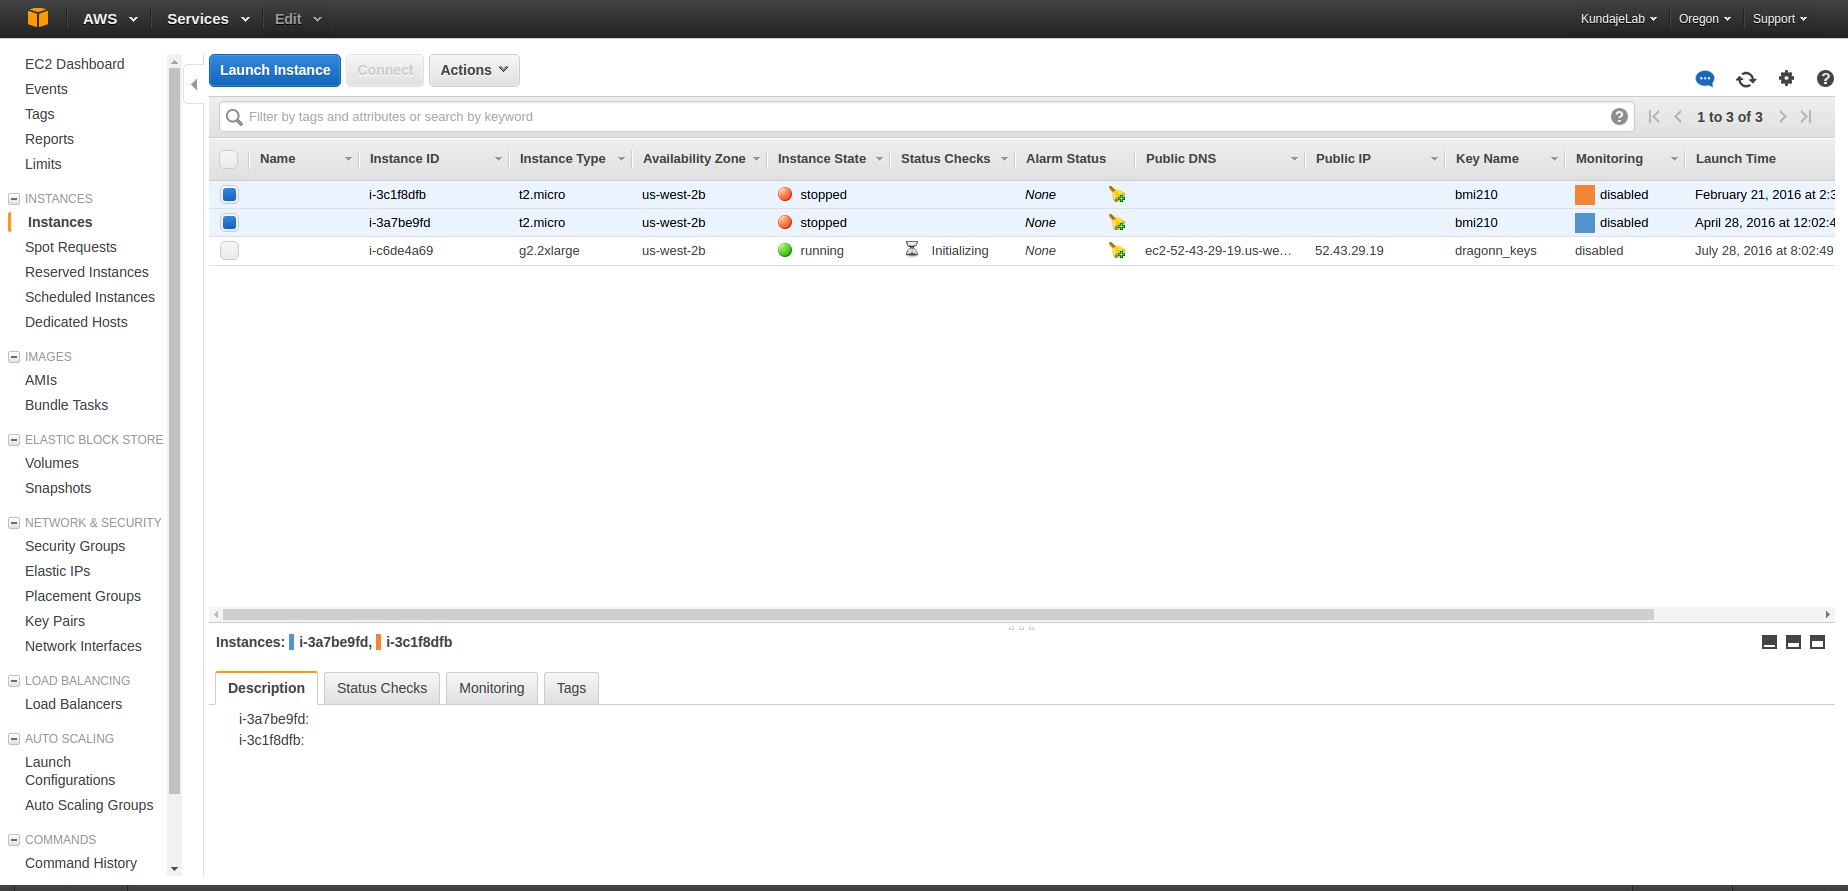 AWS Services Edit KundajeLab Oregon Support
EC2 Dashboard
Events
Tags
Reports
Limits
INSTANCES
Instances
Spot Requests
Reserved Instances
Scheduled Instances
Dedicated Hosts
IMAGES
AMIs
Bundle Tasks
ELASTIC BLOCK STORE
Volumes
Snapshots
NETWORK & SECURITY
Security Groups
Elastic IPs
Placement Groups
Key Pairs
Network Interfaces
LOAD BALANCING
Load Balancers
AUTO SCALING
Launch
Configurations
Auto Scaling Groups
COMMANDS
Command History
Launch Instance Connect Actions
Filter by tags and attributes or search by keyword 1 to 3 of 3
Name Instance ID Instance Type Availability Zone Instance State Status Checks Alarm Status Public DNS Public IP Key Name Monitoring Launch Time
i-3c1f8dfb t2.micro us-west-2b stopped None bmi210 disabled February 21, 2016 at 2:3
i-3a7be9fd t2.micro us-west-2b stopped None bmi210 disabled April 28, 2016 at 12:02:4
i-c6de4a69 g2.2xlarge us-west-2b running Initializing None ec2-52-43-29-19.us-we... 52.43.29.19 dragonn_keys disabled July 28, 2016 at 8:02:49
Instances: i-3a7be9fd, i-3c1f8dfb
Description Status Checks Monitoring Tags
i-3a7be9fd:
i-3c1f8dfb: